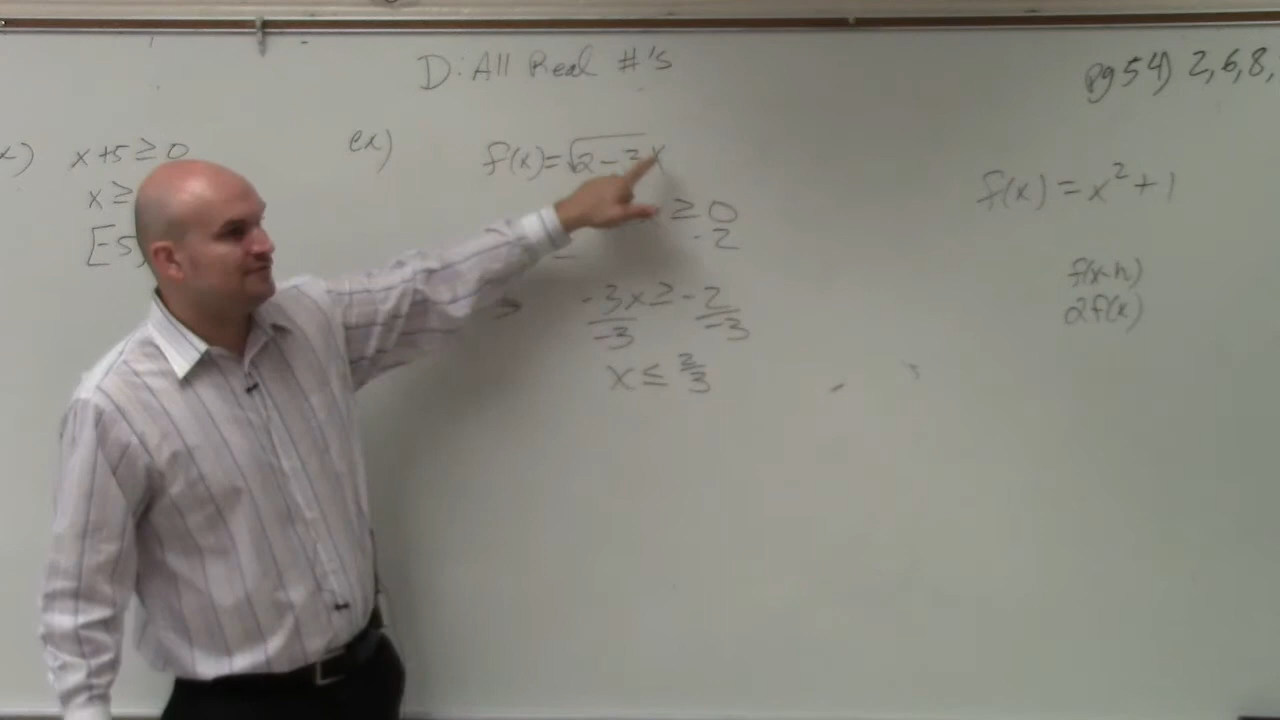 D: All Real #'s
pg 54) 2, 6, 8,
x) x+5 ≥ 0
x ≥
[-5,
ex) f(x) = √2-3x
≥ 0
-2
-3x ≥ -2
-3 -3
x ≤ 2/3
f(x) = x² + 1
f(x-h)
2f(x)